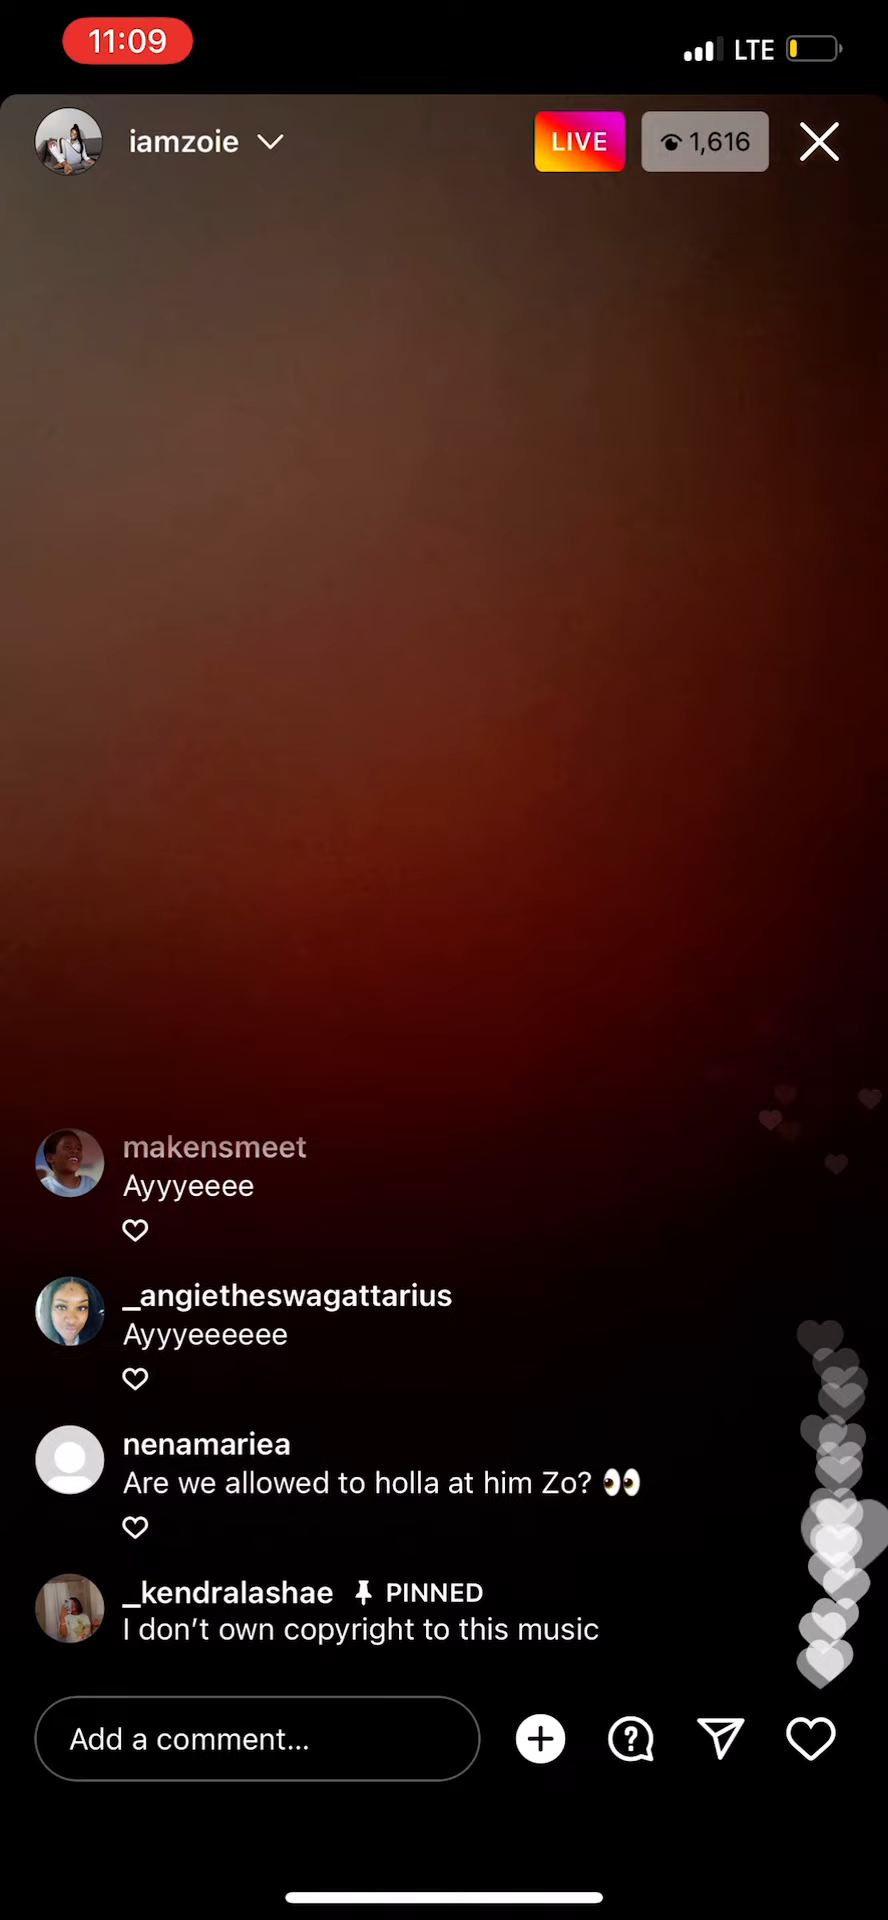 11:09
LTE
iamzoie
LIVE
1,616
makensmeet
Ayyyeeee
_angietheswagattarius
Ayyyeeeeee
nenamariea
Are we allowed to holla at him Zo? 👀
_kendralashae PINNED
I don’t own copyright to this music
Add a comment...